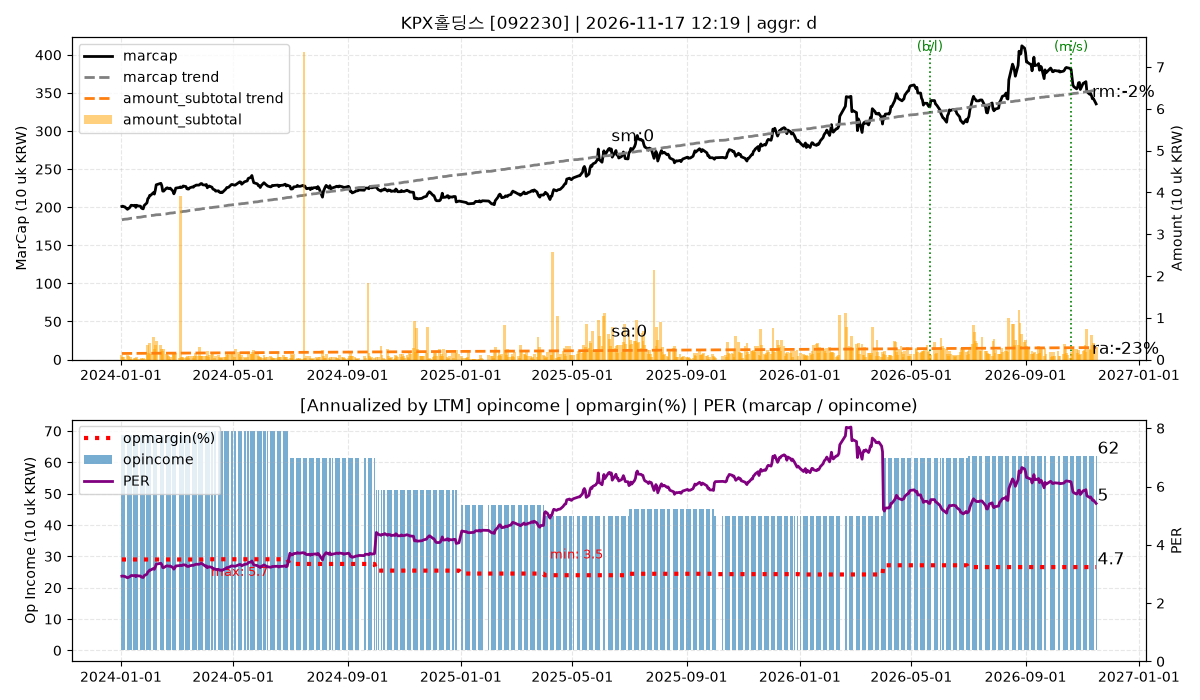 KPX홀딩스 [092230] | 2026-11-17 12:19 | aggr: d
marcap
marcap trend
amount_subtotal trend
amount_subtotal
(b/l)
(m/s)
rm:-2%
sm:0
sa:0
ra:-23%
MarCap (10 uk KRW)
400
350
300
250
200
150
100
50
0
Amount (10 uk KRW)
7
6
5
4
3
2
1
0
2024-01-01 2024-05-01 2024-09-01 2025-01-01 2025-05-01 2025-09-01 2026-01-01 2026-05-01 2026-09-01 2027-01-01
[Annualized by LTM] opincome | opmargin(%) | PER (marcap / opincome)
opmargin(%)
opincome
PER
62
5
4.7
min: 3.5
max: 5.7
Op Income (10 uk KRW)
70
60
50
40
30
20
10
0
PER
8
6
4
2
0
2024-01-01 2024-05-01 2024-09-01 2025-01-01 2025-05-01 2025-09-01 2026-01-01 2026-05-01 2026-09-01 2027-01-01